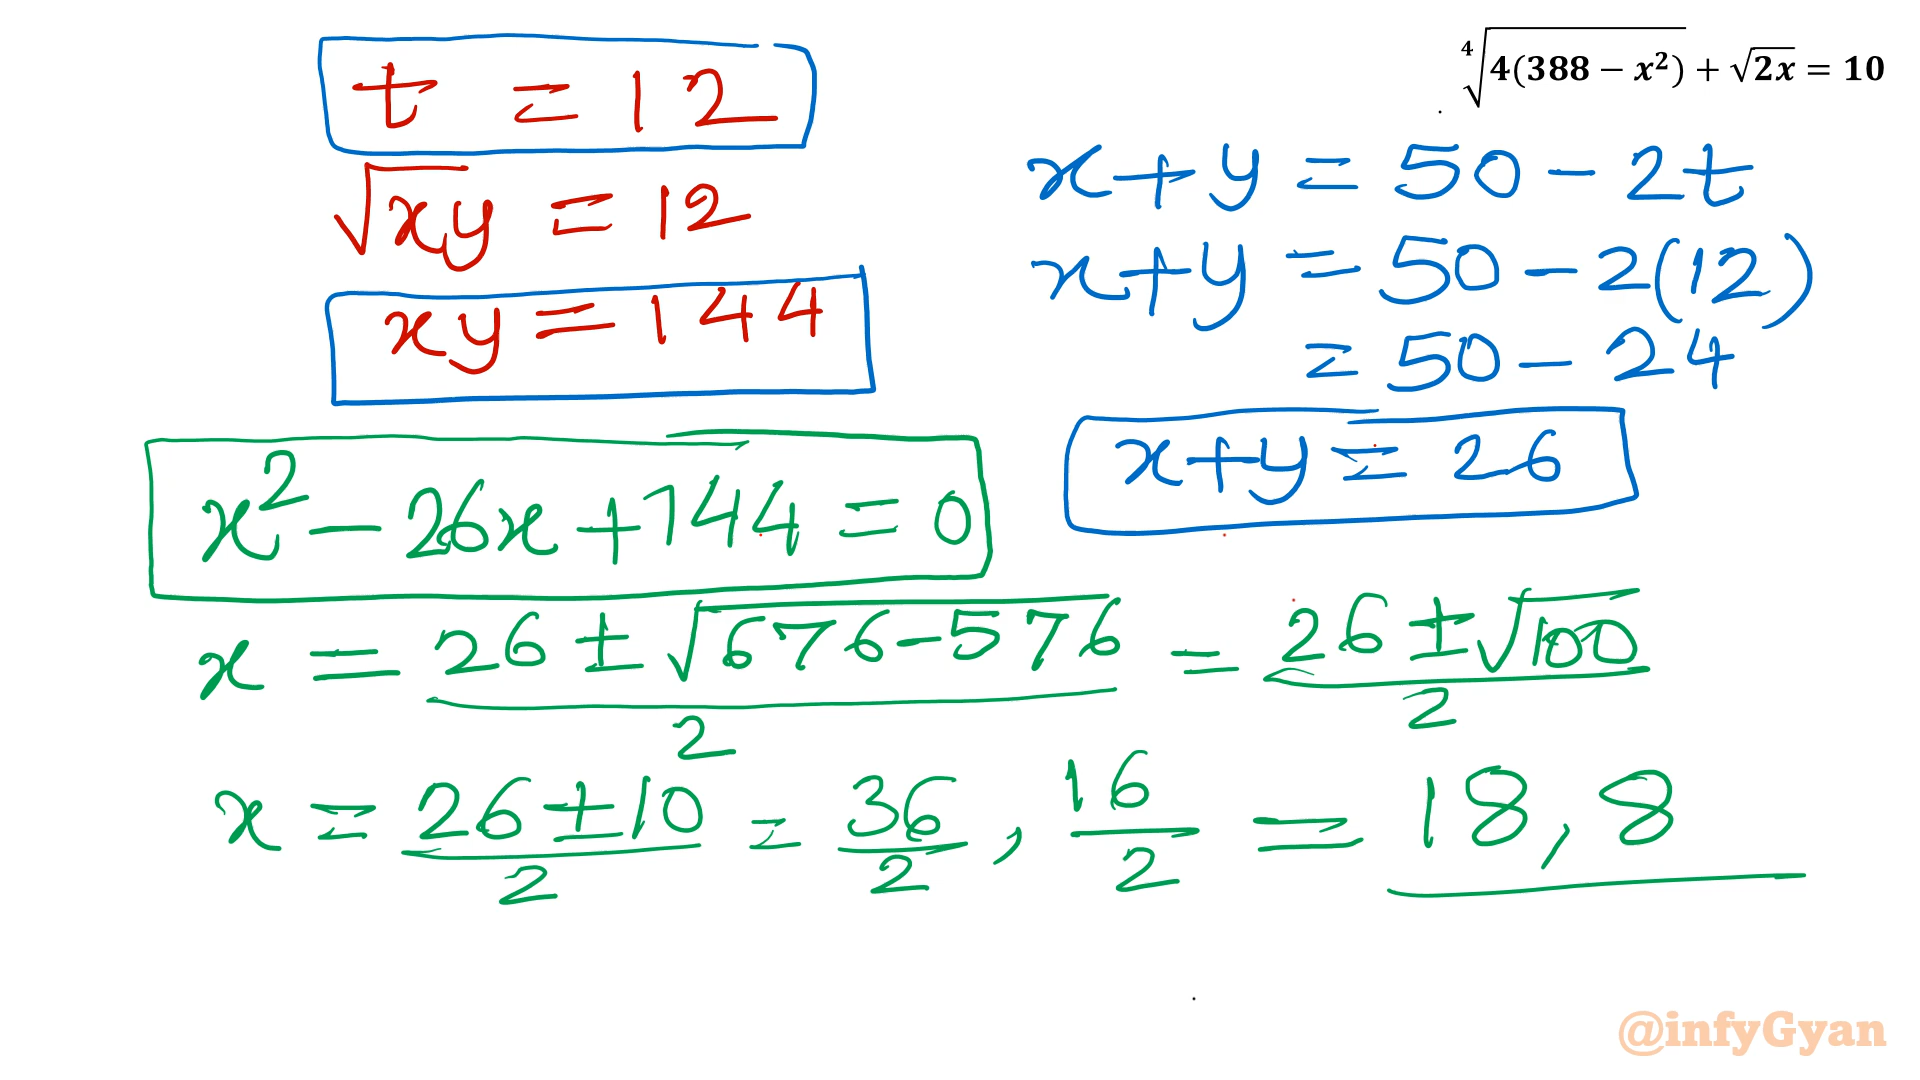 ∜4(388 − x²) + √2x = 10
t = 12
√xy = 12
xy = 144
x+y = 50 − 2t
x+y = 50 − 2(12)
= 50 − 24
x+y = 26
x² − 26x + 144 = 0
x = 26 ± √676−576 / 2 = 26 ± √100 / 2
x = 26 ± 10 / 2 = 36 / 2 , 16 / 2 = 18, 8
@infyGyan